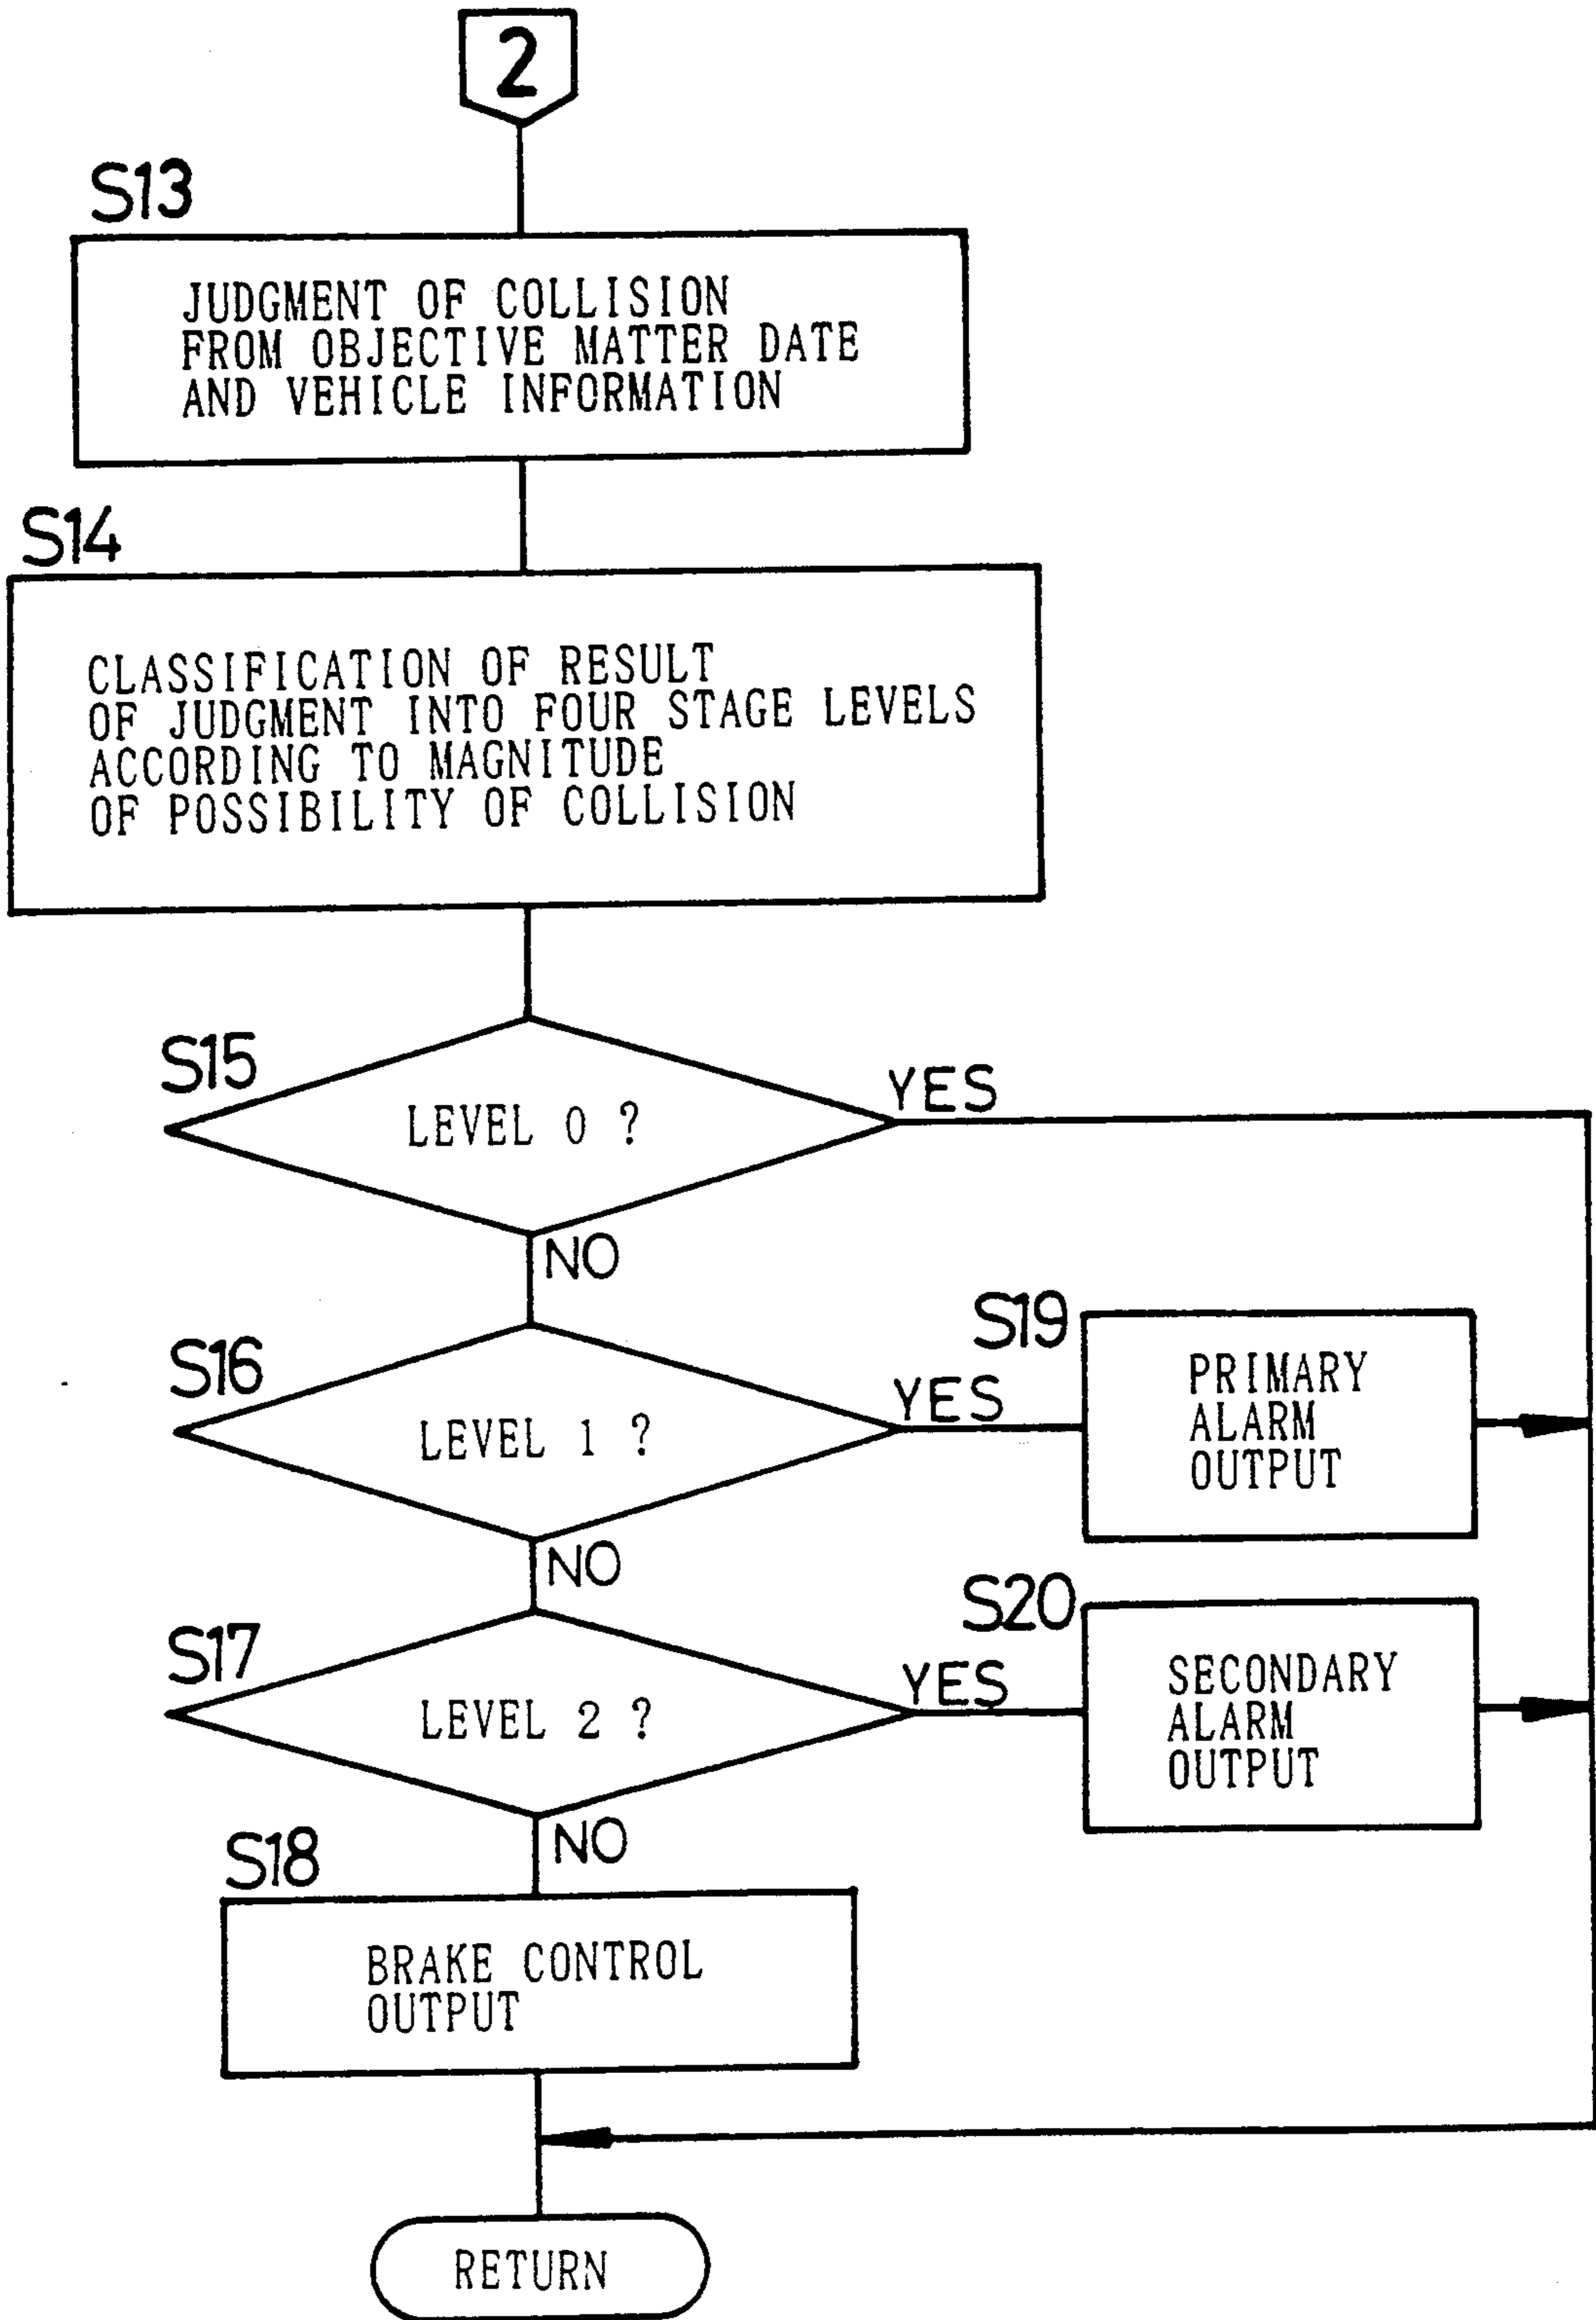 2
S13
JUDGMENT OF COLLISION
FROM OBJECTIVE MATTER DATE
AND VEHICLE INFORMATION
S14
CLASSIFICATION OF RESULT
OF JUDGMENT INTO FOUR STAGE LEVELS
ACCORDING TO MAGNITUDE
OF POSSIBILITY OF COLLISION
S15
LEVEL 0 ?
YES
NO
S16
LEVEL 1 ?
YES
S19
PRIMARY
ALARM
OUTPUT
NO
S17
LEVEL 2 ?
YES
S20
SECONDARY
ALARM
OUTPUT
NO
S18
BRAKE CONTROL
OUTPUT
RETURN